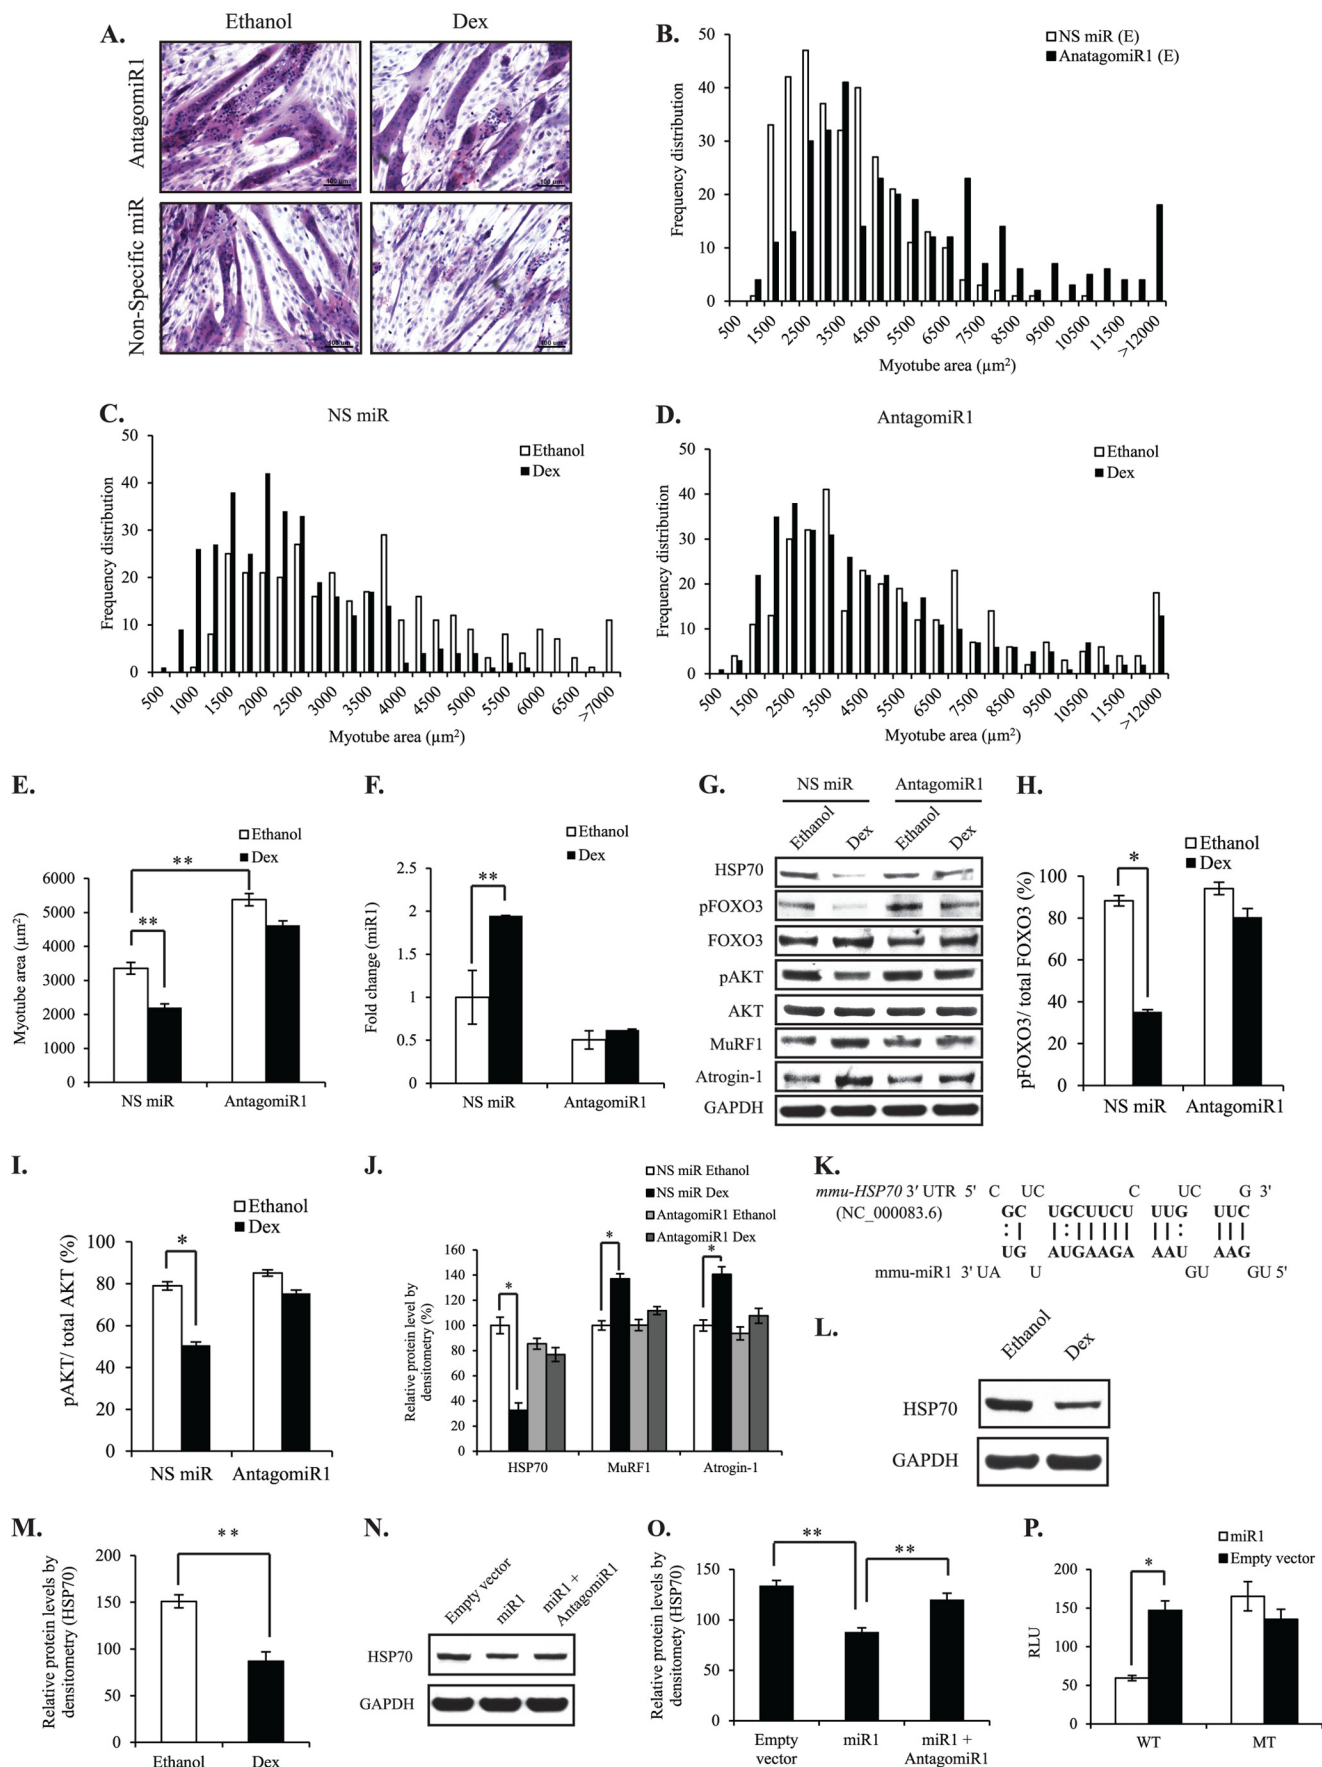 A.
Ethanol
Dex
AntagomiR1
Non-Specific miR
100 µm
100 µm
100 µm
100 µm
B.
NS miR (E)
AnatagomiR1 (E)
Frequency distribution
50
40
30
20
10
0
500
1500
2500
3500
4500
5500
6500
7500
8500
9500
10500
11500
>12000
Myotube area (µm²)
C.
NS miR
Ethanol
Dex
Frequency distribution
50
40
30
20
10
0
500
1000
1500
2000
2500
3000
3500
4000
4500
5000
5500
6000
6500
>7000
Myotube area (µm²)
D.
AntagomiR1
Ethanol
Dex
Frequency distribution
50
40
30
20
10
0
500
1500
2500
3500
4500
5500
6500
7500
8500
9500
10500
11500
>12000
Myotube area (µm²)
E.
Ethanol
Dex
**
**
Myotube area (µm²)
6000
5000
4000
3000
2000
1000
0
NS miR
AntagomiR1
F.
Ethanol
Dex
**
Fold change (miR1)
2.5
2
1.5
1
0.5
0
NS miR
AntagomiR1
G.
NS miR
AntagomiR1
Ethanol
Dex
Ethanol
Dex
HSP70
pFOXO3
FOXO3
pAKT
AKT
MuRF1
Atrogin-1
GAPDH
H.
Ethanol
Dex
*
pFOXO3/ total FOXO3 (%)
100
80
60
40
20
0
NS miR
AntagomiR1
I.
Ethanol
Dex
*
pAKT/ total AKT (%)
100
80
60
40
20
0
NS miR
AntagomiR1
J.
NS miR Ethanol
NS miR Dex
AntagomiR1 Ethanol
AntagomiR1 Dex
*
*
*
Relative protein level by
densitometry (%)
160
140
120
100
80
60
40
20
0
HSP70
MuRF1
Atrogin-1
K.
mmu-HSP70 3′ UTR 5′ C UC C UC G 3′
(NC_000083.6) GC UGCUUCU UUG UUC
UG AUGAAGA AAU AAG
mmu-miR1 3′ UA U GU GU 5′
L.
Ethanol
Dex
HSP70
GAPDH
M.
**
Relative protein levels by
densitometry (HSP70)
200
150
100
50
0
Ethanol
Dex
N.
Empty vector
miR1
miR1 +
AntagomiR1
HSP70
GAPDH
O.
**
**
Relative protein levels by
densitomety (HSP70)
150
100
50
0
Empty
vector
miR1
miR1 +
AntagomiR1
P.
miR1
Empty vector
*
RLU
200
150
100
50
0
WT
MT